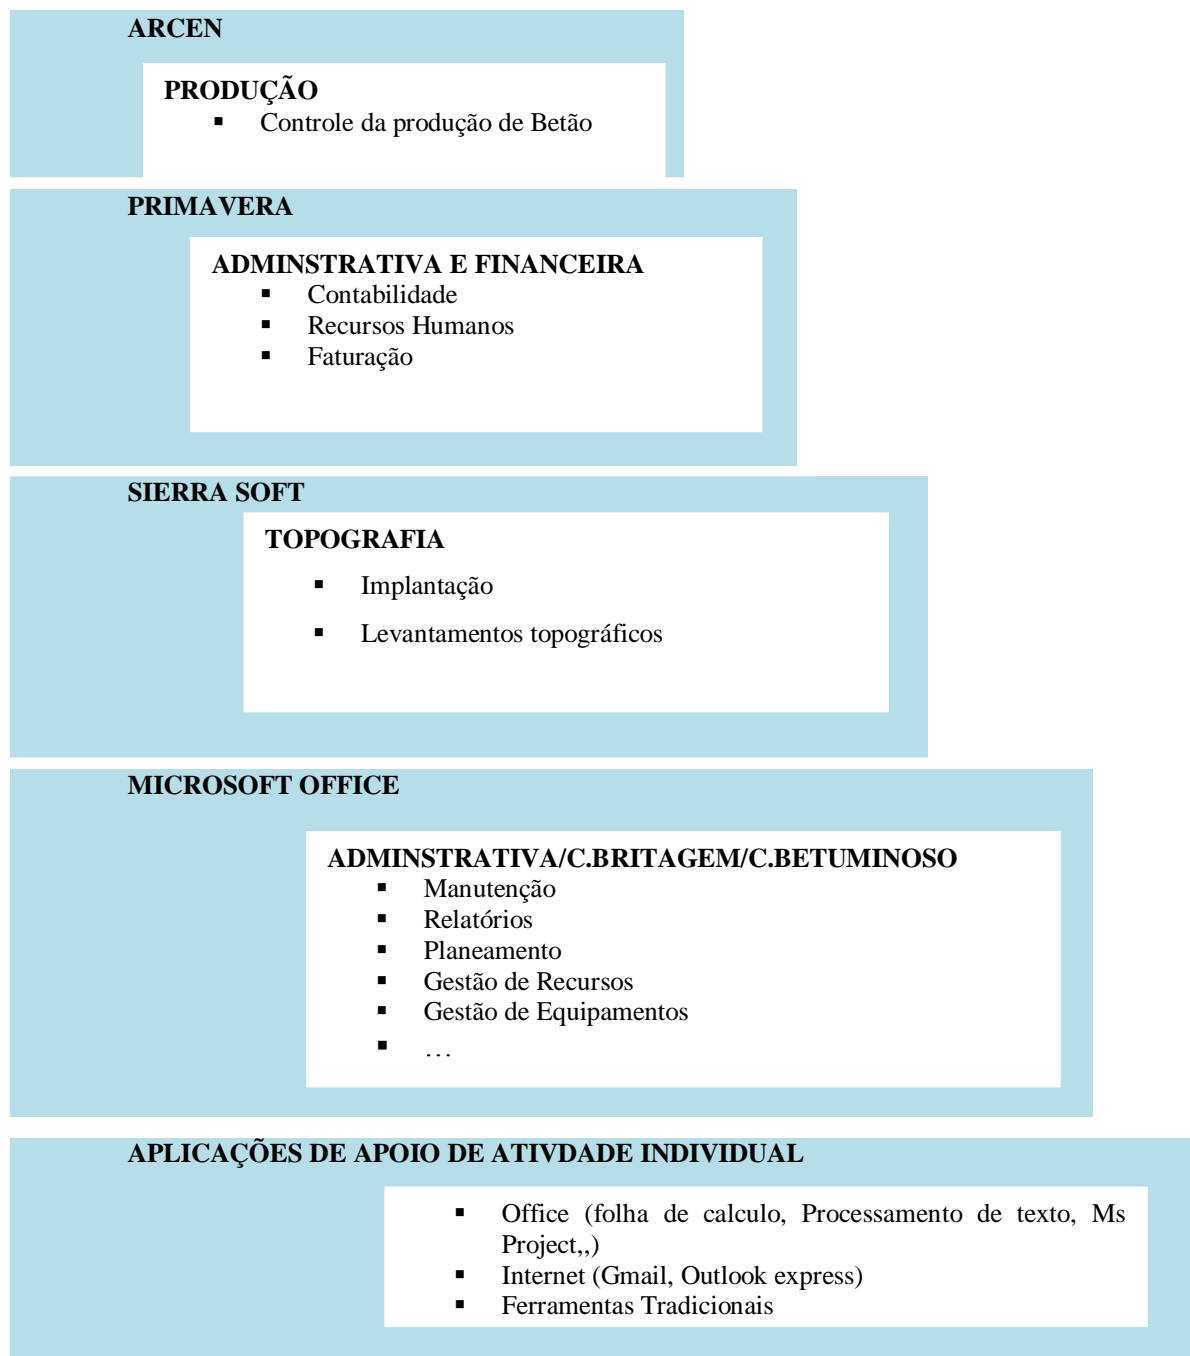 ARCEN
PRODUÇÃO
▪ Controle da produção de Betão
PRIMAVERA
ADMINSTRATIVA E FINANCEIRA
▪ Contabilidade
▪ Recursos Humanos
▪ Faturação
SIERRA SOFT
TOPOGRAFIA
▪ Implantação
▪ Levantamentos topográficos
MICROSOFT OFFICE
ADMINSTRATIVA/C.BRITAGEM/C.BETUMINOSO
▪ Manutenção
▪ Relatórios
▪ Planeamento
▪ Gestão de Recursos
▪ Gestão de Equipamentos
▪ …
APLICAÇÕES DE APOIO DE ATIVDADE INDIVIDUAL
▪ Office (folha de calculo, Processamento de texto, Ms
Project,,)
▪ Internet (Gmail, Outlook express)
▪ Ferramentas Tradicionais